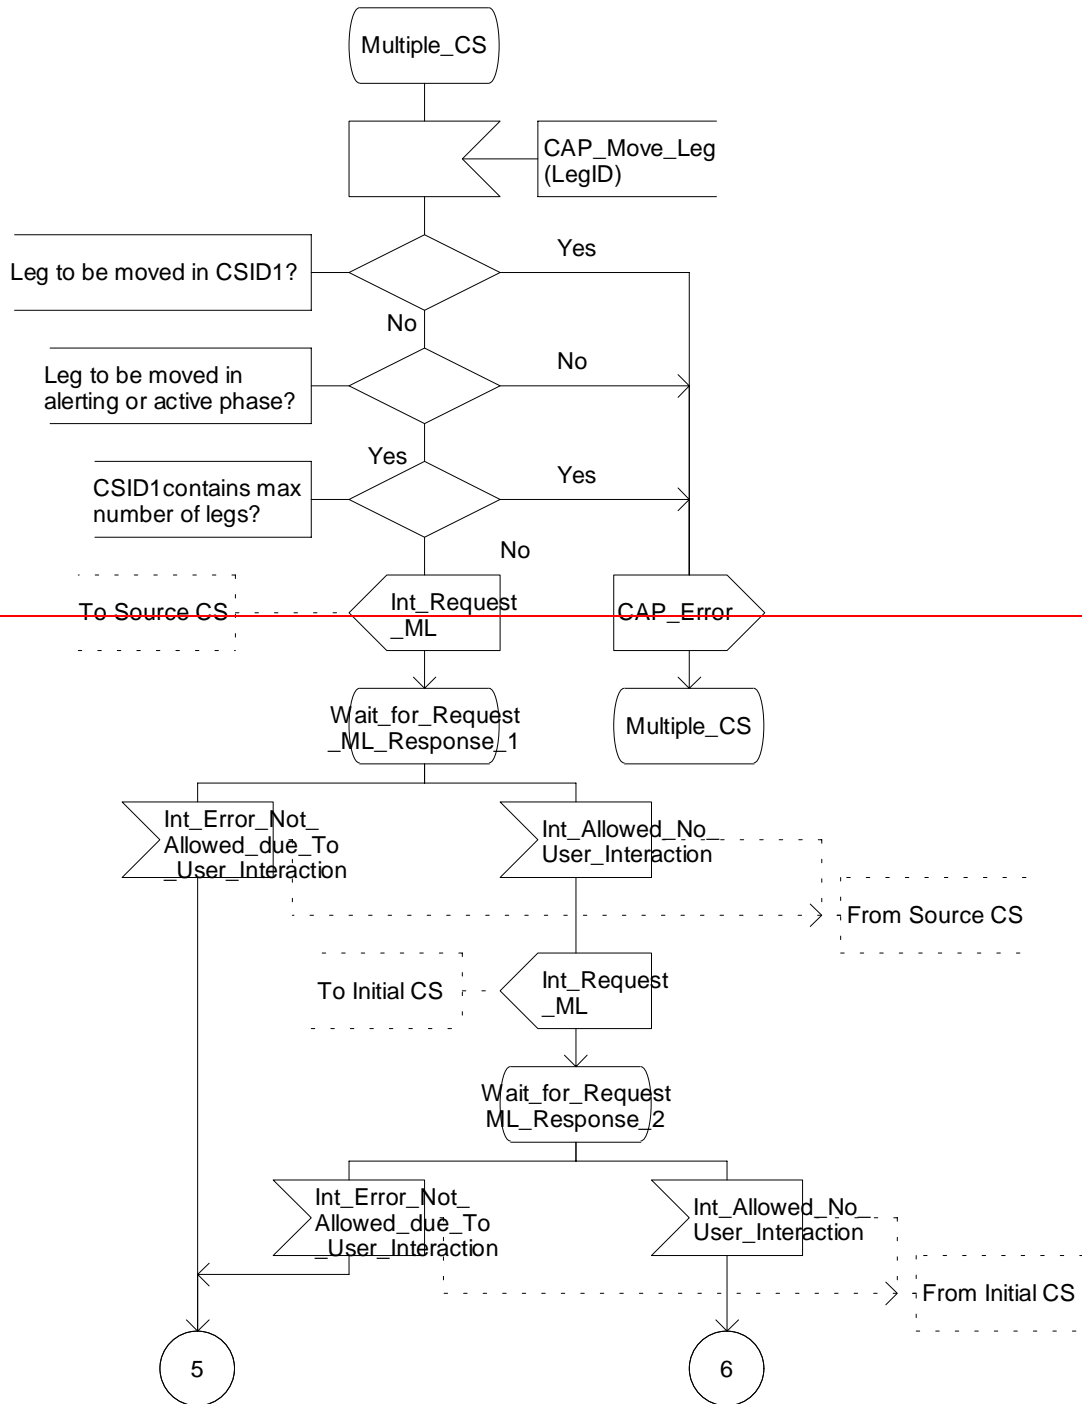 Multiple_CS
CAP_Move_Leg
(LegID)
Yes
Leg to be moved in CSID1?
No
Leg to be moved in
alerting or active phase?
No
Yes
CSID1contains max
number of legs?
Yes
No
To Source CS
Int_Request
_ML
CAP_Error
Wait_for_Request
_ML_Response_1
Multiple_CS
Int_Error_Not_
Allowed_due_To
_User_Interaction
Int_Allowed_No_
User_Interaction
From Source CS
To Initial CS
Int_Request
_ML
Wait_for_Request
ML_Response_2
Int_Error_Not_
Allowed_due_To
_User_Interaction
Int_Allowed_No_
User_Interaction
From Initial CS
5
6